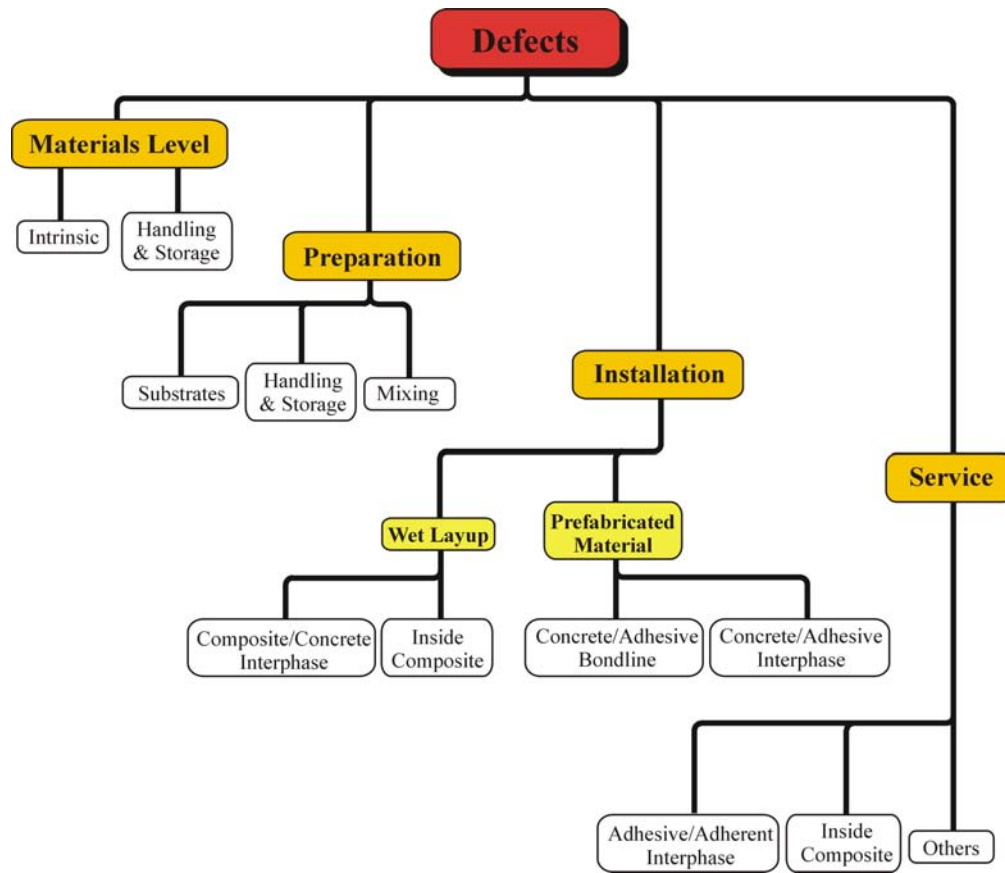 Defects
Materials Level
Intrinsic
Handling
& Storage
Preparation
Substrates
Handling
& Storage
Mixing
Installation
Wet Layup
Prefabricated
Material
Service
Composite/Concrete
Interphase
Inside
Composite
Concrete/Adhesive
Bondline
Concrete/Adhesive
Interphase
Adhesive/Adherent
Interphase
Inside
Composite
Others